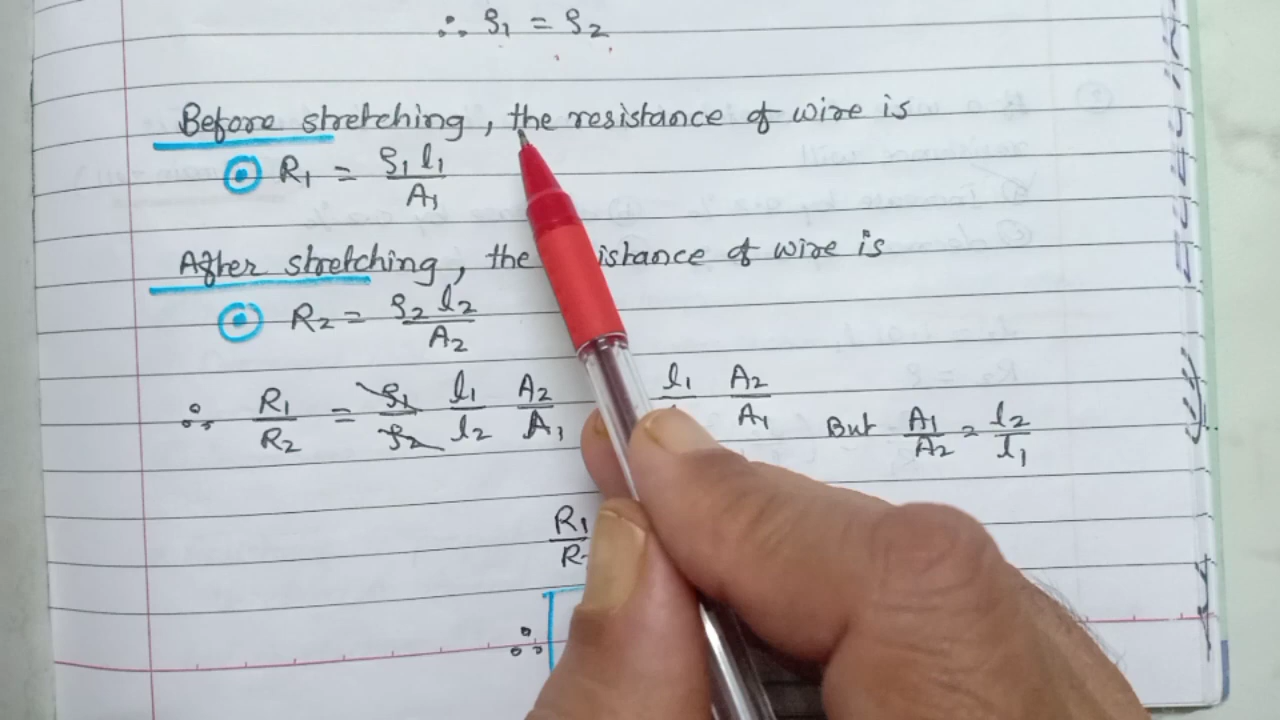 ∴ ρ₁ = ρ₂
Before stretching, the resistance of wire is
R₁ = ρ₁ l₁ / A₁
After stretching, the istance of wire is
R₂ = ρ₂ l₂ / A₂
∴ R₁/R₂ = ρ₁/ρ₂ l₁/l₂ A₂/A₁ l₁ A₂/A₁ But A₁/A₂ = l₂/l₁
R₁/R
∴